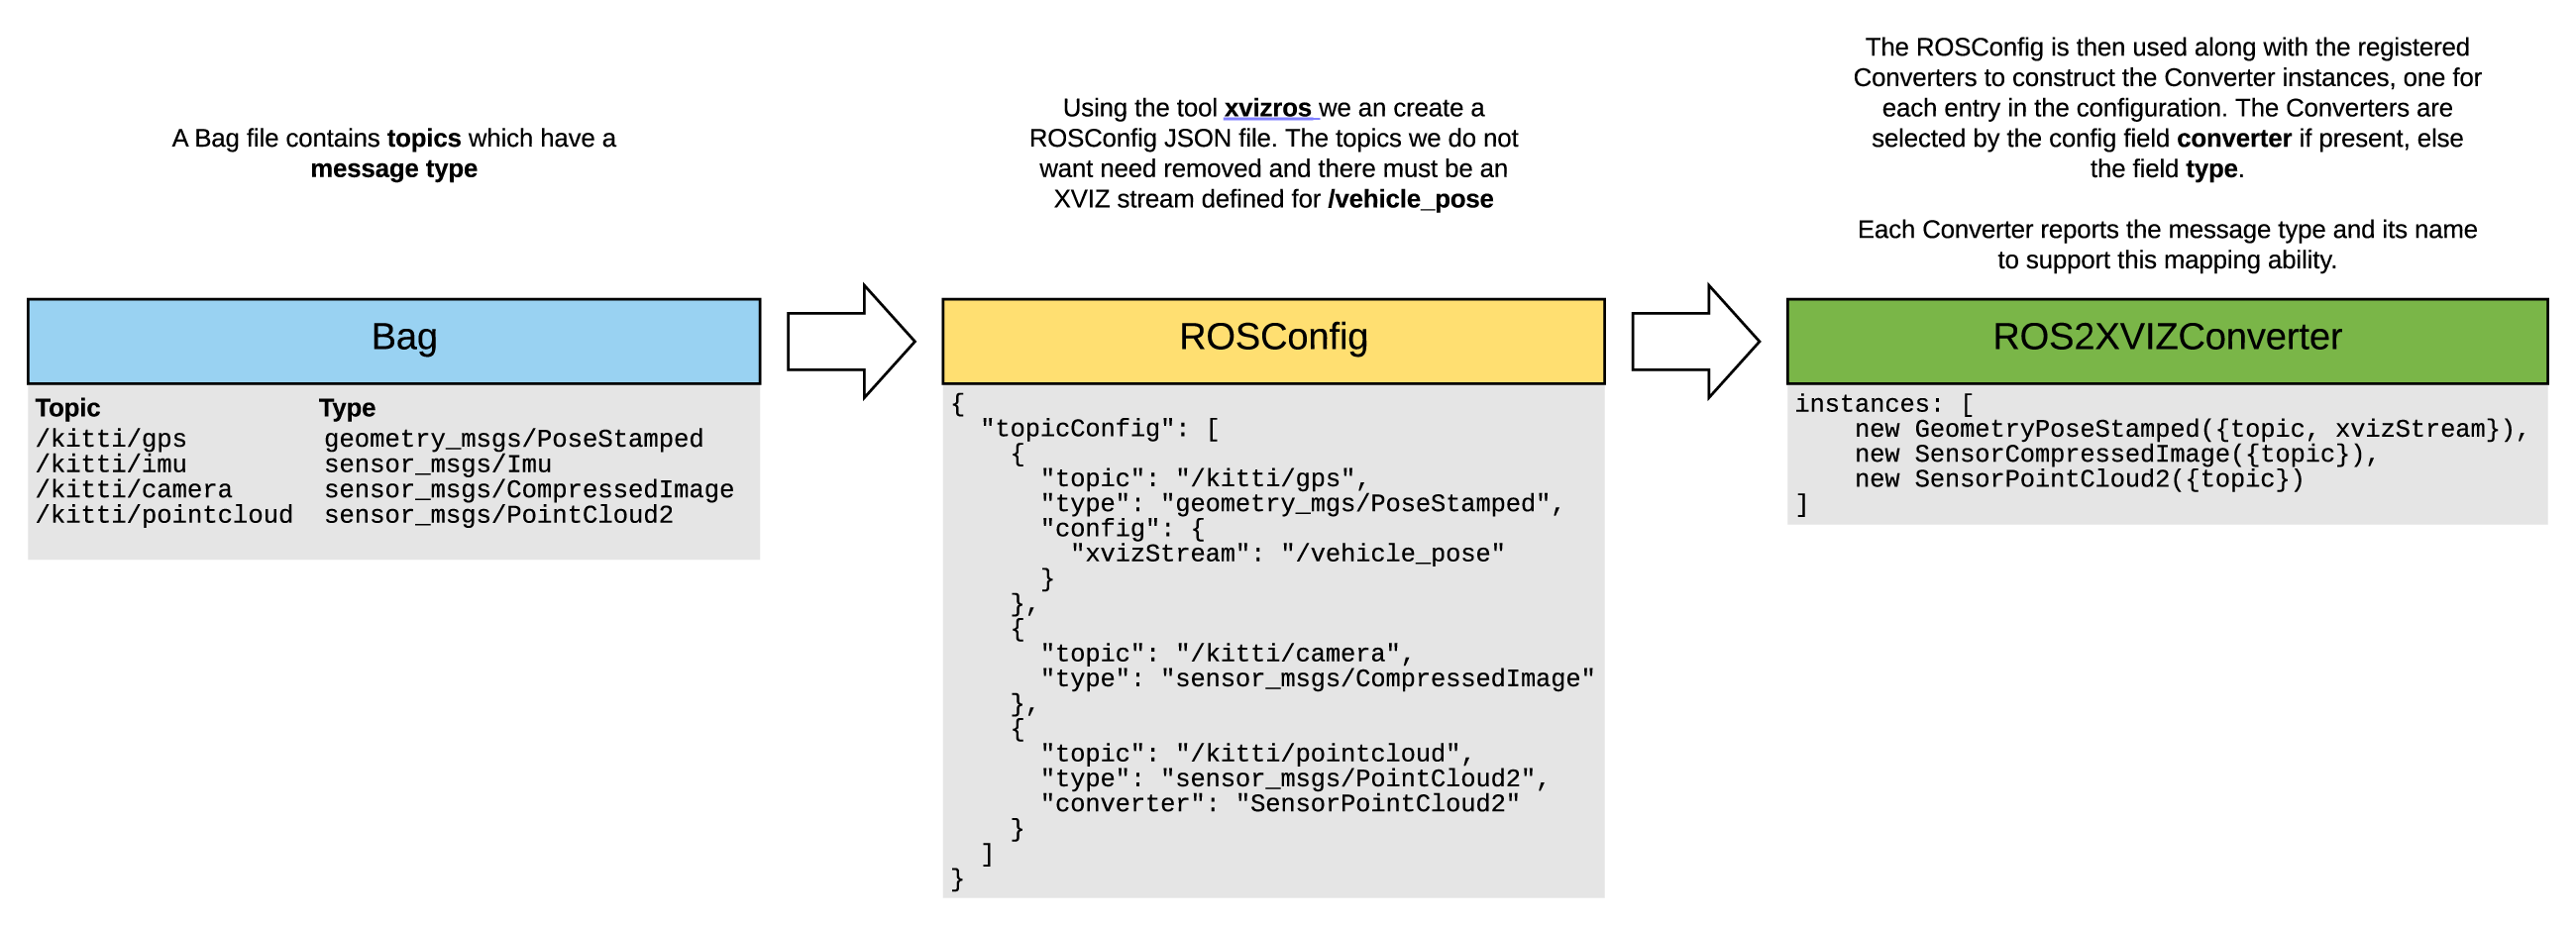 A Bag file contains topics which have a
message type
Using the tool xvizros we an create a
ROSConfig JSON file. The topics we do not
want need removed and there must be an
XVIZ stream defined for /vehicle_pose
The ROSConfig is then used along with the registered
Converters to construct the Converter instances, one for
each entry in the configuration. The Converters are
selected by the config field converter if present, else
the field type.
Each Converter reports the message type and its name
to support this mapping ability.
Bag
Topic Type
/kitti/gps geometry_msgs/PoseStamped
/kitti/imu sensor_msgs/Imu
/kitti/camera sensor_msgs/CompressedImage
/kitti/pointcloud sensor_msgs/PointCloud2
ROSConfig
{
  "topicConfig": [
    {
      "topic": "/kitti/gps",
      "type": "geometry_mgs/PoseStamped",
      "config": {
        "xvizStream": "/vehicle_pose"
      }
    },
    {
      "topic": "/kitti/camera",
      "type": "sensor_msgs/CompressedImage"
    },
    {
      "topic": "/kitti/pointcloud",
      "type": "sensor_msgs/PointCloud2",
      "converter": "SensorPointCloud2"
    }
  ]
}
ROS2XVIZConverter
instances: [
    new GeometryPoseStamped({topic, xvizStream}),
    new SensorCompressedImage({topic}),
    new SensorPointCloud2({topic})
]